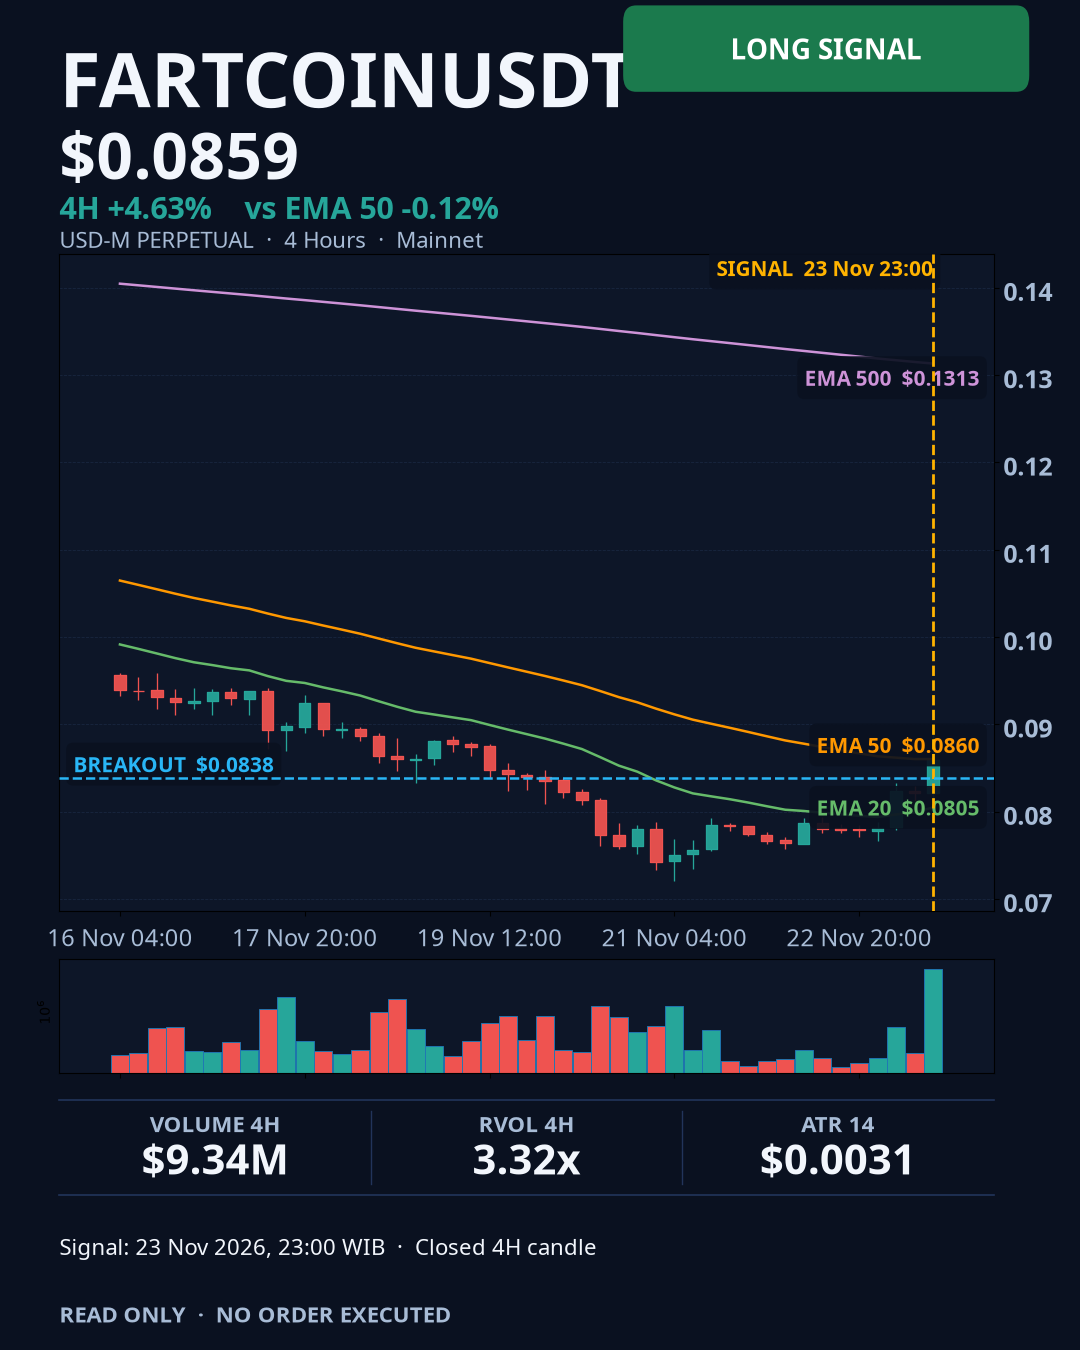 LONG SIGNAL
FARTCOINUSDT
$0.0859
4H +4.63% vs EMA 50 -0.12%
USD-M PERPETUAL · 4 Hours · Mainnet
SIGNAL 23 Nov 23:00
0.14
EMA 500 $0.1313
0.13
0.12
0.11
0.10
0.09
EMA 50 $0.0860
BREAKOUT $0.0838
EMA 20 $0.0805
0.08
0.07
16 Nov 04:00
17 Nov 20:00
19 Nov 12:00
21 Nov 04:00
22 Nov 20:00
10⁶
VOLUME 4H
$9.34M
RVOL 4H
3.32x
ATR 14
$0.0031
Signal: 23 Nov 2026, 23:00 WIB · Closed 4H candle
READ ONLY · NO ORDER EXECUTED